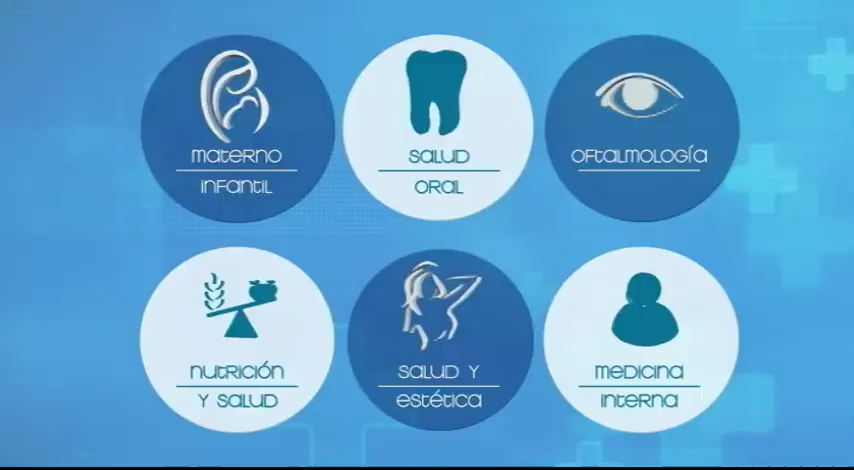 materno
infantil
salud
oral
oftalmología
nutrición
y salud
salud y
estética
medicina
interna